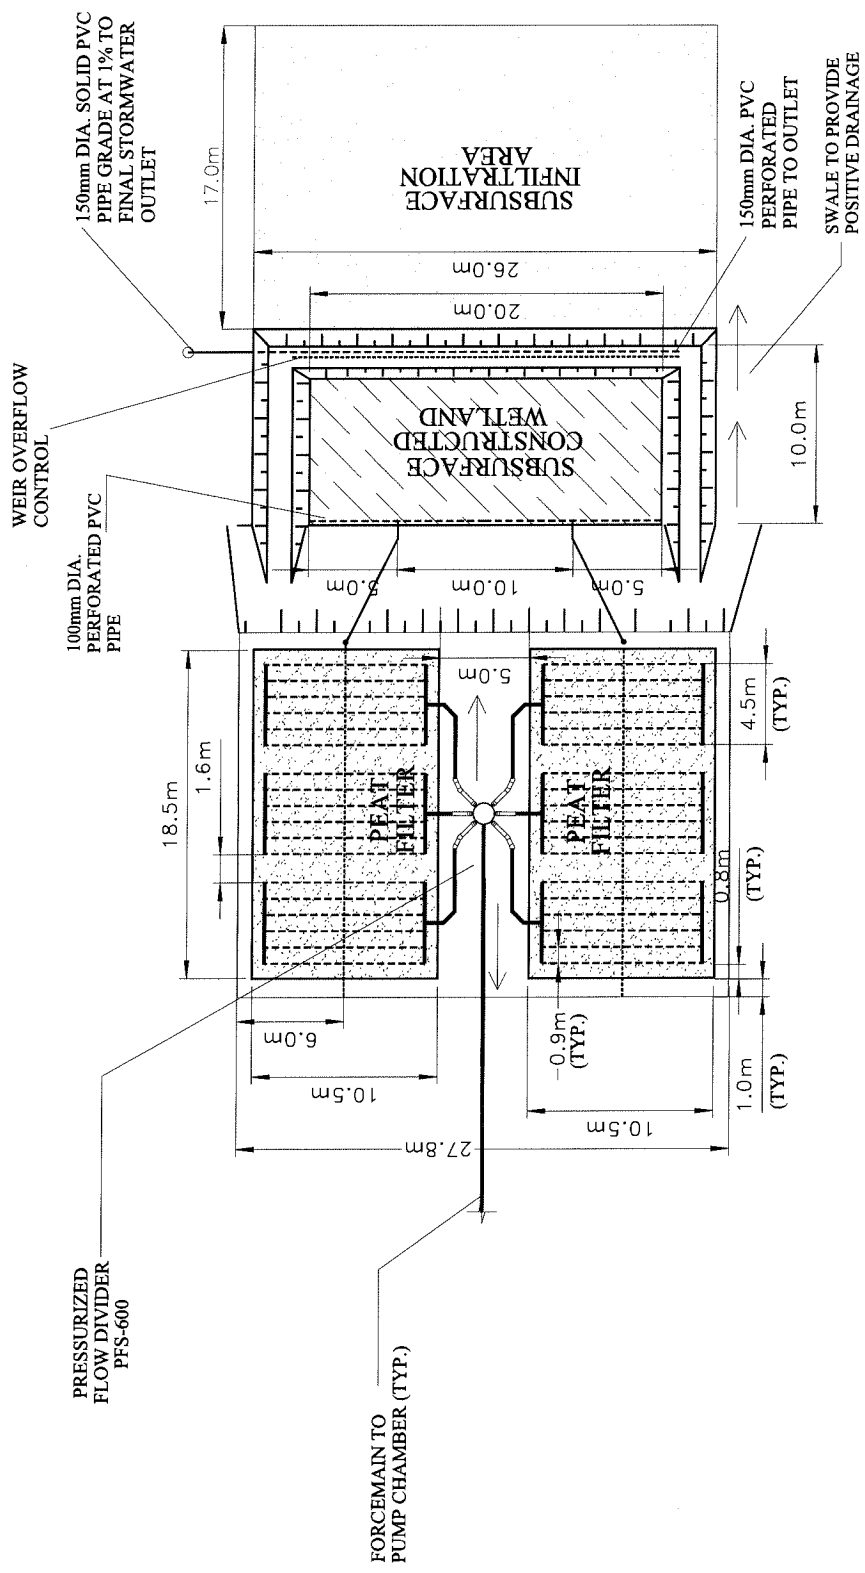 150mm DIA. SOLID PVC
PIPE GRADE AT 1% TO
FINAL STORMWATER
OUTLET
17.0m
SUBSURFACE
INFILTRATION
AREA
26.0m
20.0m
150mm DIA. PVC
PERFORATED
PIPE TO OUTLET
SWALE TO PROVIDE
POSITIVE DRAINAGE
WEIR OVERFLOW
CONTROL
SUBSURFACE
CONSTRUCTED
WETLAND
10.0m
100mm DIA.
PERFORATED PVC
PIPE
5.0m
10.0m
5.0m
18.5m
1.6m
PEAT
FILTER
5.0m
PEAT
FILTER
4.5m
(TYP.)
0.8m
(TYP.)
6.0m
0.9m
(TYP.)
1.0m
(TYP.)
10.5m
10.5m
27.8m
PRESSURIZED
FLOW DIVIDER
PFS-600
FORCEMAIN TO
PUMP CHAMBER (TYP.)